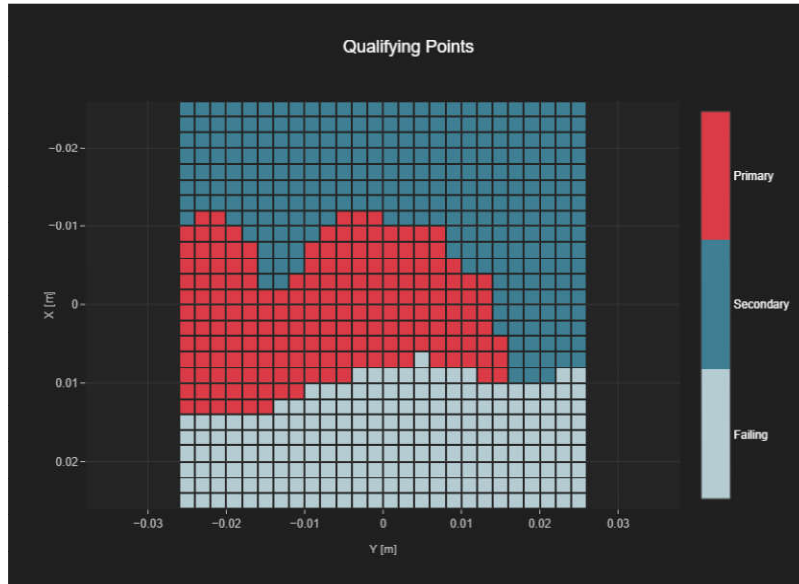 Qualifying Points
−0.02
−0.01
0
0.01
0.02
X [m]
−0.03
−0.02
−0.01
0
0.01
0.02
0.03
Y [m]
Primary
Secondary
Failing